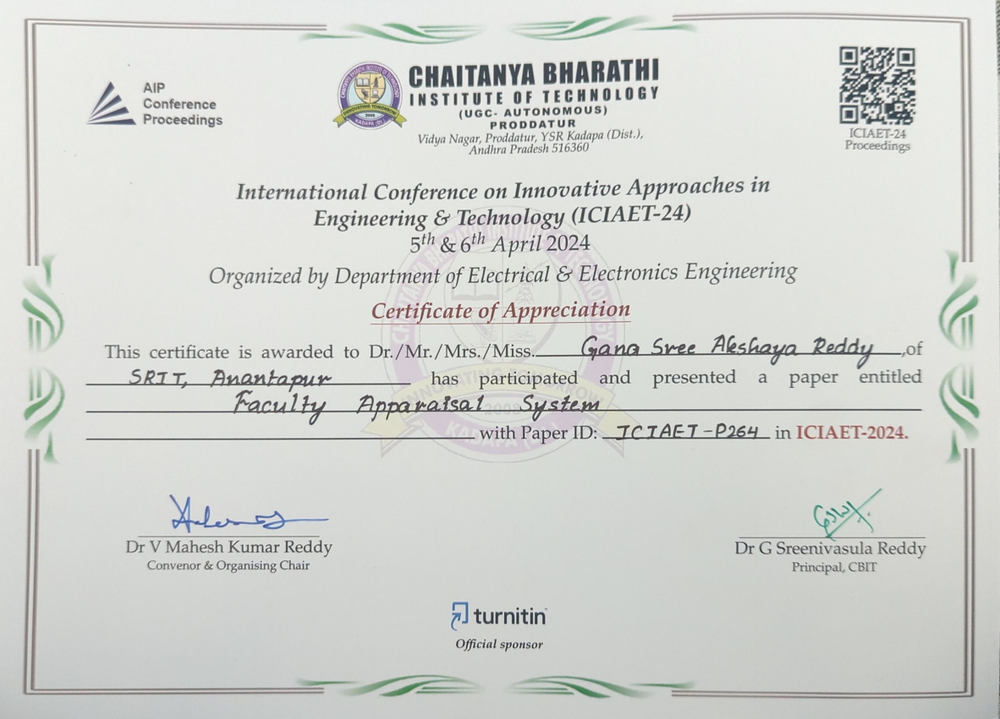 AIP
Conference
Proceedings
CHAITANYA BHARATHI
INSTITUTE OF TECHNOLOGY
(UGC- AUTONOMOUS)
PRODDATUR
Vidya Nagar, Proddatur, YSR Kadapa (Dist.),
Andhra Pradesh 516360
ICIAET-24
Proceedings
International Conference on Innovative Approaches in
Engineering & Technology (ICIAET-24)
5th & 6th April 2024
Organized by Department of Electrical & Electronics Engineering
Certificate of Appreciation
This certificate is awarded to Dr./Mr./Mrs./Miss. Gana Sree Akshaya Reddy ,of
SRIT, Anantapur has participated and presented a paper entitled
Faculty Apparaisal System
with Paper ID: ICIAET-P264 in ICIAET-2024.
Dr V Mahesh Kumar Reddy
Convenor & Organising Chair
Dr G Sreenivasula Reddy
Principal, CBIT
turnitin
Official sponsor